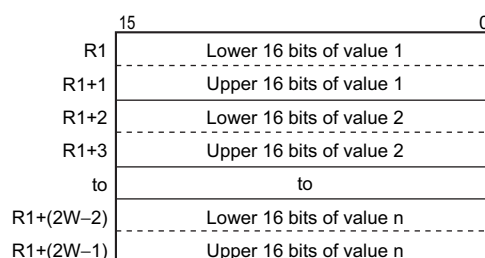 15 0
R1 Lower 16 bits of value 1
R1+1 Upper 16 bits of value 1
R1+2 Lower 16 bits of value 2
R1+3 Upper 16 bits of value 2
to to
R1+(2W−2) Lower 16 bits of value n
R1+(2W−1) Upper 16 bits of value n